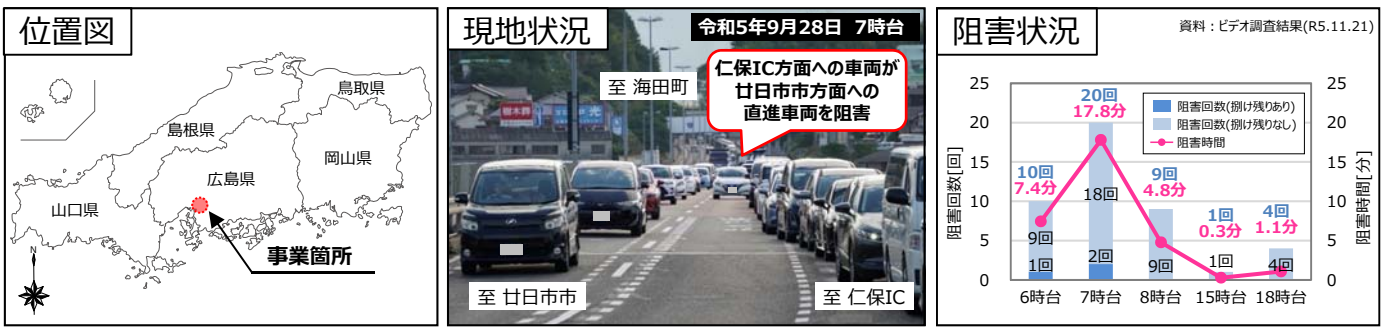 位置図
鳥取県
島根県
岡山県
広島県
山口県
事業箇所
N
現地状況
令和5年9月28日 7時台
至 海田町
仁保IC方面への車両が
廿日市市方面への
直進車両を阻害
至 廿日市市
至 仁保IC
阻害状況
資料：ビデオ調査結果(R5.11.21)
阻害回数[回]
25
20
15
10
5
0
阻害回数(捌け残りあり)
阻害回数(捌け残りなし)
阻害時間
10回
7.4分
9回
1回
20回
17.8分
18回
2回
9回
4.8分
9回
1回
0.3分
1回
4回
1.1分
4回
6時台
7時台
8時台
15時台
18時台
25
20
15
10
5
0
阻害時間[分]